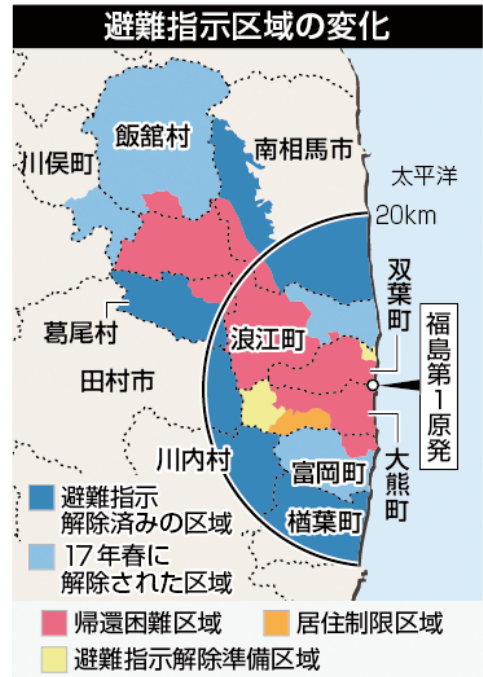 避難指示区域の変化
飯舘村
川俣町
南相馬市
太平洋
20km
双葉町
福島第1原発
浪江町
葛尾村
田村市
川内村
富岡町
大熊町
楢葉町
避難指示
解除済みの区域
17年春に
解除された区域
帰還困難区域
居住制限区域
避難指示解除準備区域